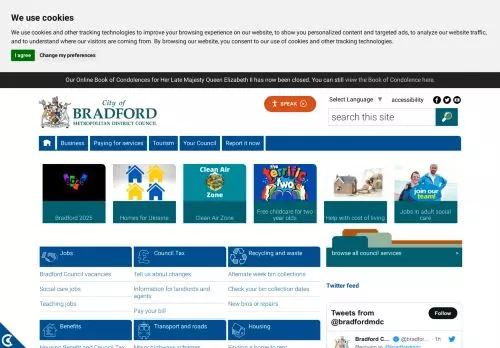 We use cookies
We use cookies and other tracking technologies to improve your browsing experience on our website, to show you personalized content and targeted ads, to analyze our website traffic,
and to understand where our visitors are coming from. By browsing our website, you consent to our use of cookies and other tracking technologies.
I agree Change my preferences
Our Online Book of Condolences for Her Late Majesty Queen Elizabeth II has now been closed. You can still view the Book of Condolence here.
City of
BRADFORD
METROPOLITAN DISTRICT COUNCIL
SPEAK
Select Language ▼ accessibility
search this site
Business Paying for services Tourism Your Council Report it now
Clean Air
Zone
the
Terrific
Two
join our
team!
Bradford 2025
Homes for Ukraine
Clean Air Zone
Free childcare for two
year olds
Help with cost of living
Jobs in adult social
care
Jobs
Council Tax
Recycling and waste
browse all council services >
Bradford Council vacancies
Tell us about changes
Alternate week bin collections
Social care jobs
Information for landlords and
agents
Check your bin collection dates
Teaching jobs
Pay your bill
New bins or repairs
Twitter feed
Benefits
Transport and roads
Housing
Tweets from
@bradfordmdc
Follow
Bradford C... @bradfor... · 1h
Replying to @bradfordmdc
Housing Benefit and Council Tax
Major highways schemes
Finding a home to rent